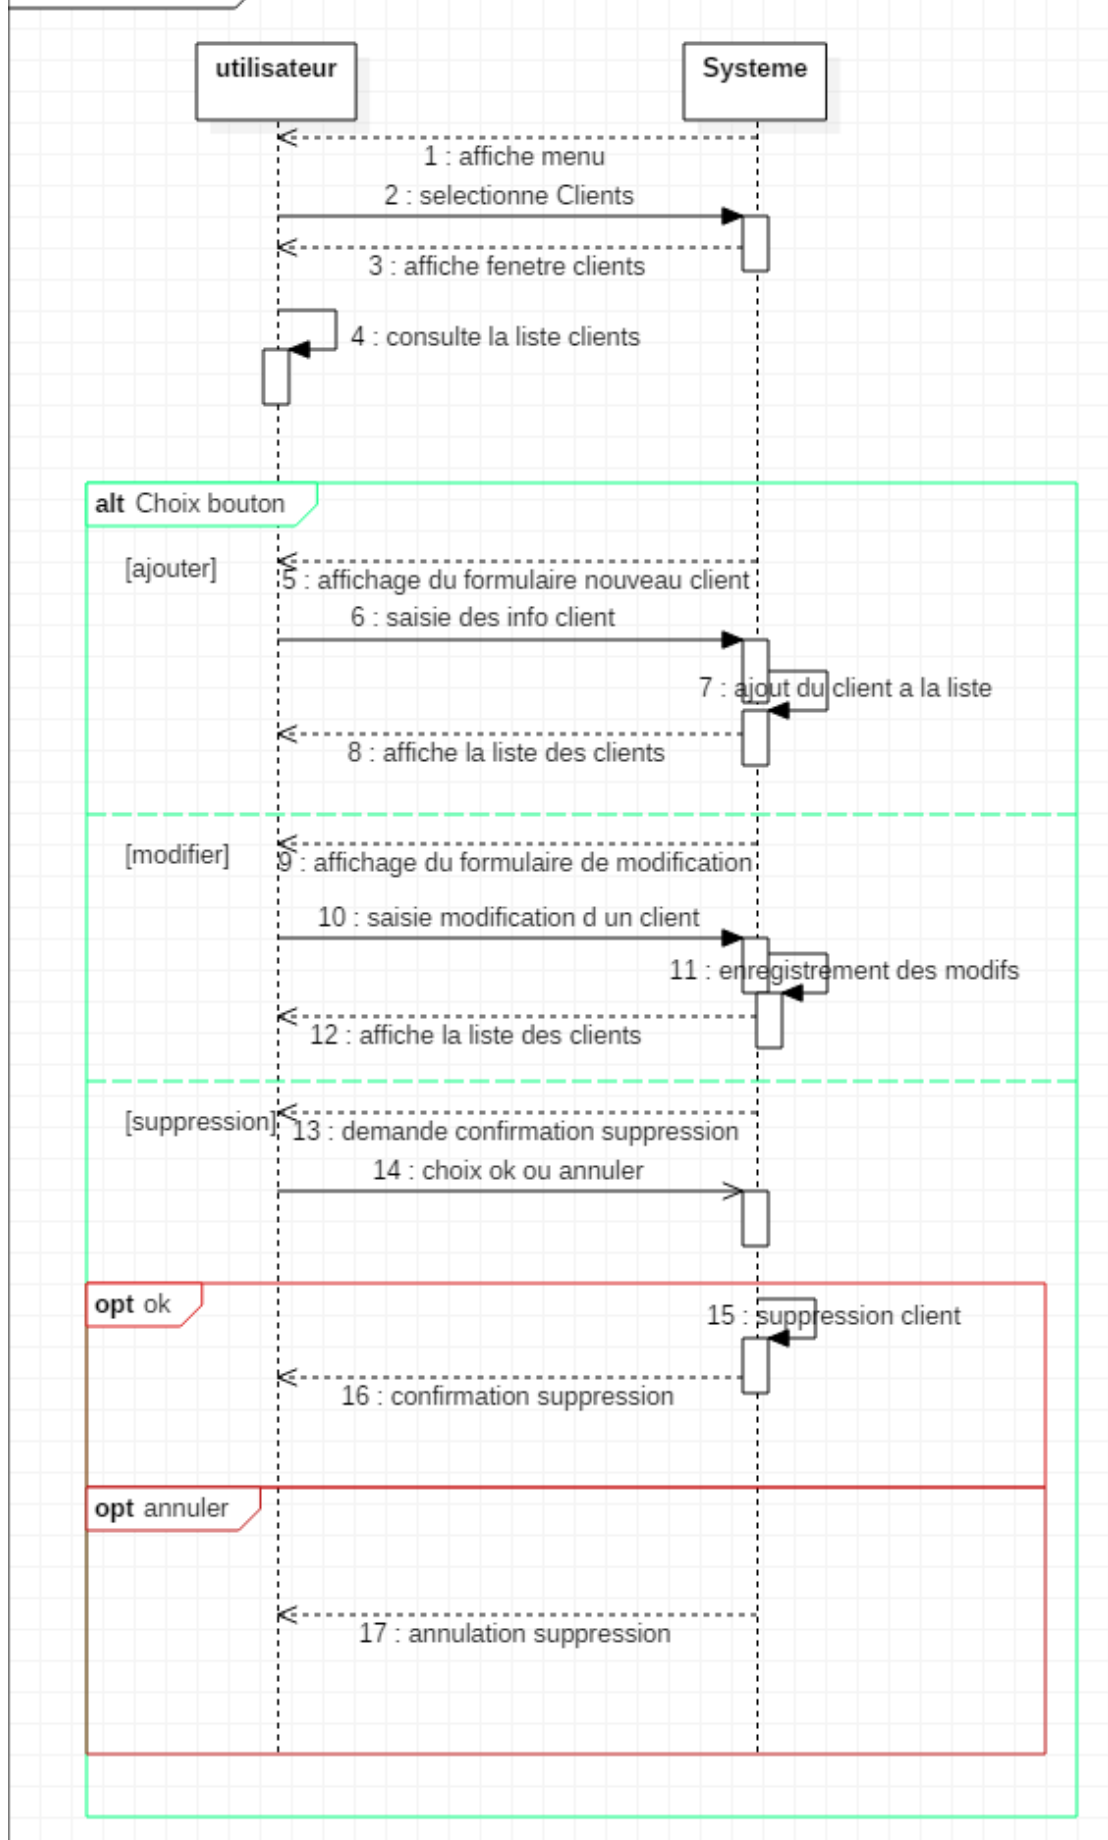 utilisateur
Systeme
1 : affiche menu
2 : selectionne Clients
3 : affiche fenetre clients
4 : consulte la liste clients
alt Choix bouton
[ajouter]
5 : affichage du formulaire nouveau client
6 : saisie des info client
7 : ajout du client a la liste
8 : affiche la liste des clients
[modifier]
9 : affichage du formulaire de modification
10 : saisie modification d un client
11 : enregistrement des modifs
12 : affiche la liste des clients
[suppression]
13 : demande confirmation suppression
14 : choix ok ou annuler
opt ok
15 : suppression client
16 : confirmation suppression
opt annuler
17 : annulation suppression